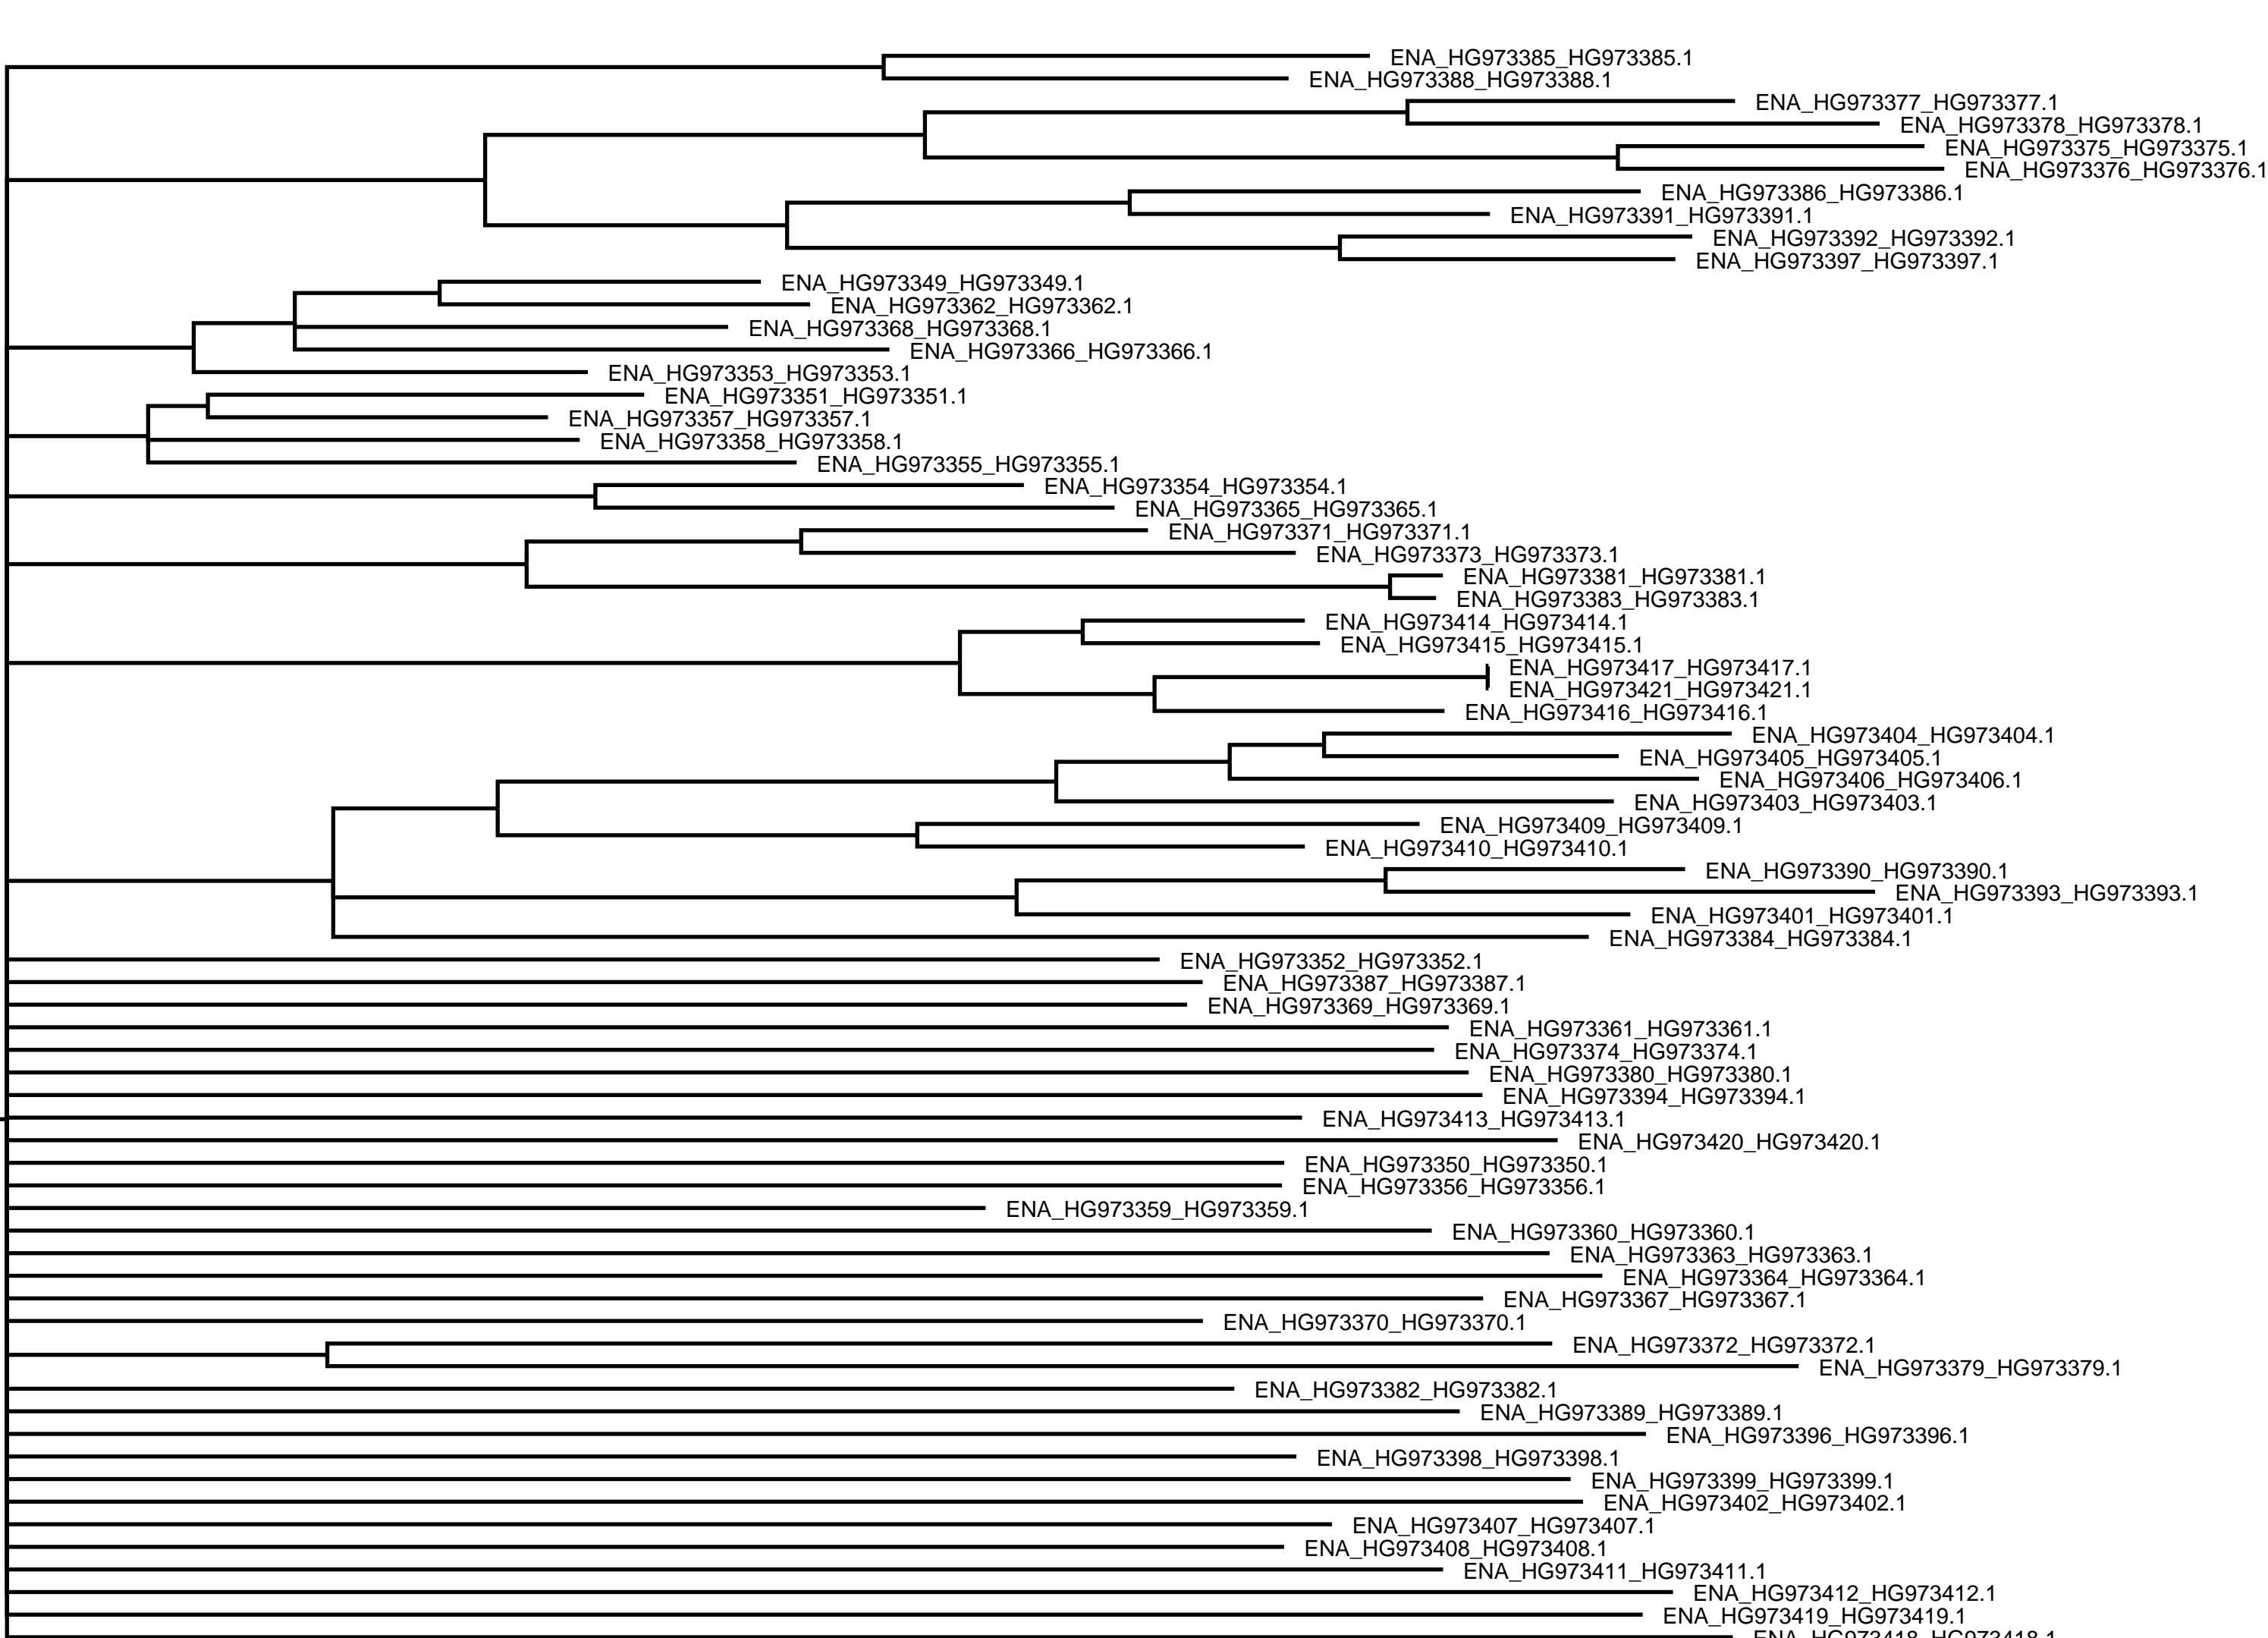 ENA_HG973385_HG973385.1
ENA_HG973388_HG973388.1
ENA_HG973377_HG973377.1
ENA_HG973378_HG973378.1
ENA_HG973375_HG973375.1
ENA_HG973376_HG973376.1
ENA_HG973386_HG973386.1
ENA_HG973391_HG973391.1
ENA_HG973392_HG973392.1
ENA_HG973397_HG973397.1
ENA_HG973349_HG973349.1
ENA_HG973362_HG973362.1
ENA_HG973368_HG973368.1
ENA_HG973366_HG973366.1
ENA_HG973353_HG973353.1
ENA_HG973351_HG973351.1
ENA_HG973357_HG973357.1
ENA_HG973358_HG973358.1
ENA_HG973355_HG973355.1
ENA_HG973354_HG973354.1
ENA_HG973365_HG973365.1
ENA_HG973371_HG973371.1
ENA_HG973373_HG973373.1
ENA_HG973381_HG973381.1
ENA_HG973383_HG973383.1
ENA_HG973414_HG973414.1
ENA_HG973415_HG973415.1
ENA_HG973417_HG973417.1
ENA_HG973421_HG973421.1
ENA_HG973416_HG973416.1
ENA_HG973404_HG973404.1
ENA_HG973405_HG973405.1
ENA_HG973406_HG973406.1
ENA_HG973403_HG973403.1
ENA_HG973409_HG973409.1
ENA_HG973410_HG973410.1
ENA_HG973390_HG973390.1
ENA_HG973393_HG973393.1
ENA_HG973401_HG973401.1
ENA_HG973384_HG973384.1
ENA_HG973352_HG973352.1
ENA_HG973387_HG973387.1
ENA_HG973369_HG973369.1
ENA_HG973361_HG973361.1
ENA_HG973374_HG973374.1
ENA_HG973380_HG973380.1
ENA_HG973394_HG973394.1
ENA_HG973413_HG973413.1
ENA_HG973420_HG973420.1
ENA_HG973350_HG973350.1
ENA_HG973356_HG973356.1
ENA_HG973359_HG973359.1
ENA_HG973360_HG973360.1
ENA_HG973363_HG973363.1
ENA_HG973364_HG973364.1
ENA_HG973367_HG973367.1
ENA_HG973370_HG973370.1
ENA_HG973372_HG973372.1
ENA_HG973379_HG973379.1
ENA_HG973382_HG973382.1
ENA_HG973389_HG973389.1
ENA_HG973396_HG973396.1
ENA_HG973398_HG973398.1
ENA_HG973399_HG973399.1
ENA_HG973402_HG973402.1
ENA_HG973407_HG973407.1
ENA_HG973408_HG973408.1
ENA_HG973411_HG973411.1
ENA_HG973412_HG973412.1
ENA_HG973419_HG973419.1
ENA_HG973418_HG973418.1